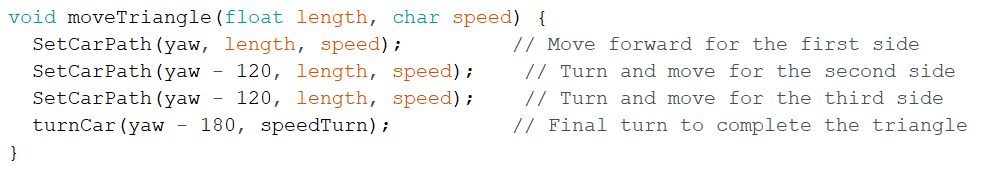 void moveTriangle(float length, char speed) {
  SetCarPath(yaw, length, speed);         // Move forward for the first side
  SetCarPath(yaw - 120, length, speed);    // Turn and move for the second side
  SetCarPath(yaw - 120, length, speed);    // Turn and move for the third side
  turnCar(yaw - 180, speedTurn);          // Final turn to complete the triangle
}